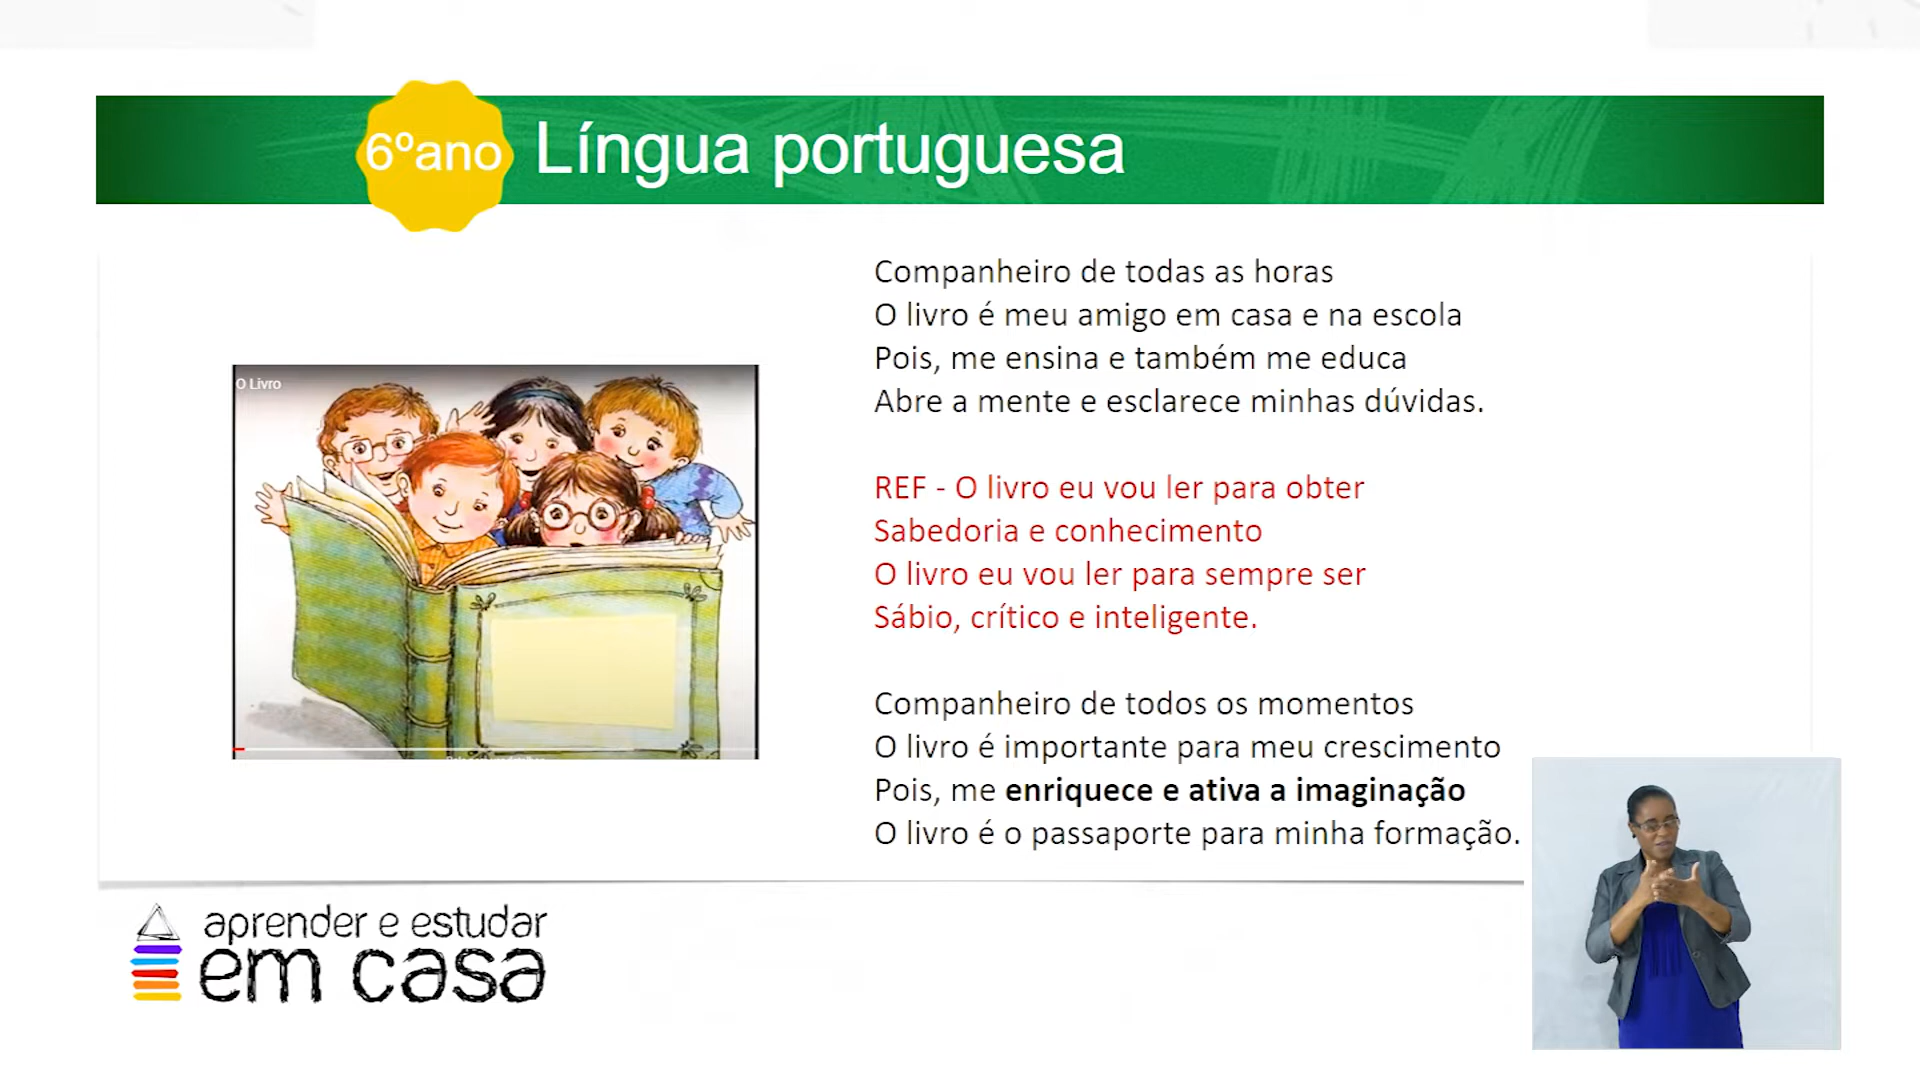 6ºano
Língua portuguesa
O Livro
Companheiro de todas as horas
O livro é meu amigo em casa e na escola
Pois, me ensina e também me educa
Abre a mente e esclarece minhas dúvidas.
REF - O livro eu vou ler para obter
Sabedoria e conhecimento
O livro eu vou ler para sempre ser
Sábio, crítico e inteligente.
Companheiro de todos os momentos
O livro é importante para meu crescimento
Pois, me enriquece e ativa a imaginação
O livro é o passaporte para minha formação.
aprender e estudar
em casa